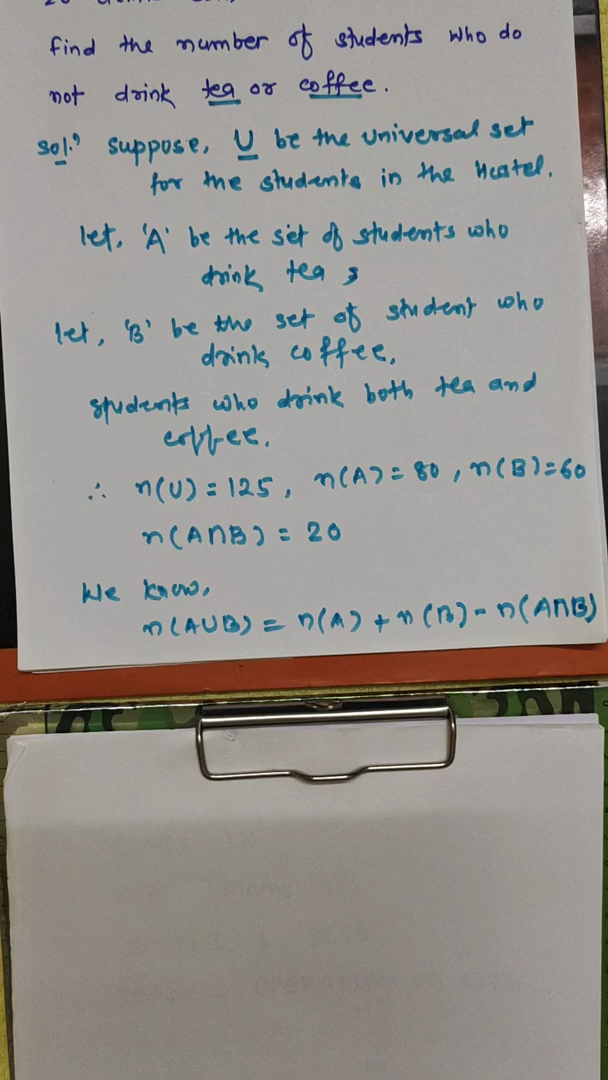 find the number of students who do
not drink tea or coffee.
Sol:? Suppose, U be the universal set
for the students in the Hostel.
let, 'A' be the set of students who
drink tea &
let, 'B' be the set of student who
drink coffee,
students who drink both tea and
coffee.
∴ n(U) = 125, n(A) = 80, n(B)=60
n(A∩B) = 20
We know,
n(A∪B) = n(A) + n(B) - n(A∩B)